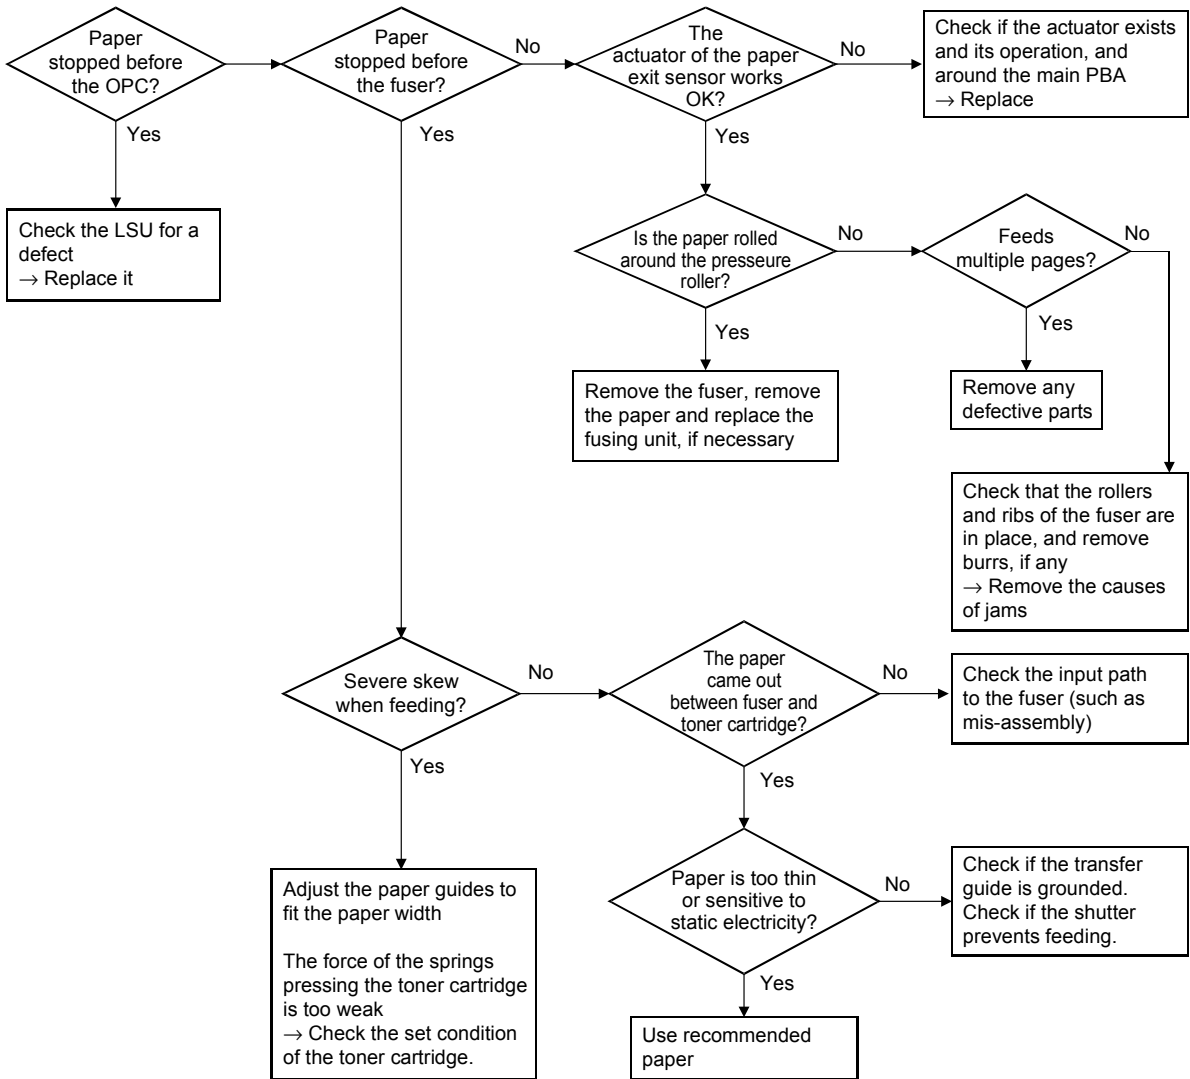 Paper
stopped before
the OPC?
Yes
Check the LSU for a
defect
→ Replace it
Paper
stopped before
the fuser?
No
Yes
The
actuator of the paper
exit sensor works
OK?
No
Yes
Check if the actuator exists
and its operation, and
around the main PBA
→ Replace
Is the paper rolled
around the presseure
roller?
No
Yes
Remove the fuser, remove
the paper and replace the
fusing unit, if necessary
Feeds
multiple pages?
No
Yes
Remove any
defective parts
Check that the rollers
and ribs of the fuser are
in place, and remove
burrs, if any
→ Remove the causes
of jams
Severe skew
when feeding?
No
Yes
Adjust the paper guides to
fit the paper width
The force of the springs
pressing the toner cartridge
is too weak
→ Check the set condition
of the toner cartridge.
The paper
came out
between fuser and
toner cartridge?
No
Yes
Check the input path
to the fuser (such as
mis-assembly)
Paper is too thin
or sensitive to
static electricity?
No
Yes
Check if the transfer
guide is grounded.
Check if the shutter
prevents feeding.
Use recommended
paper